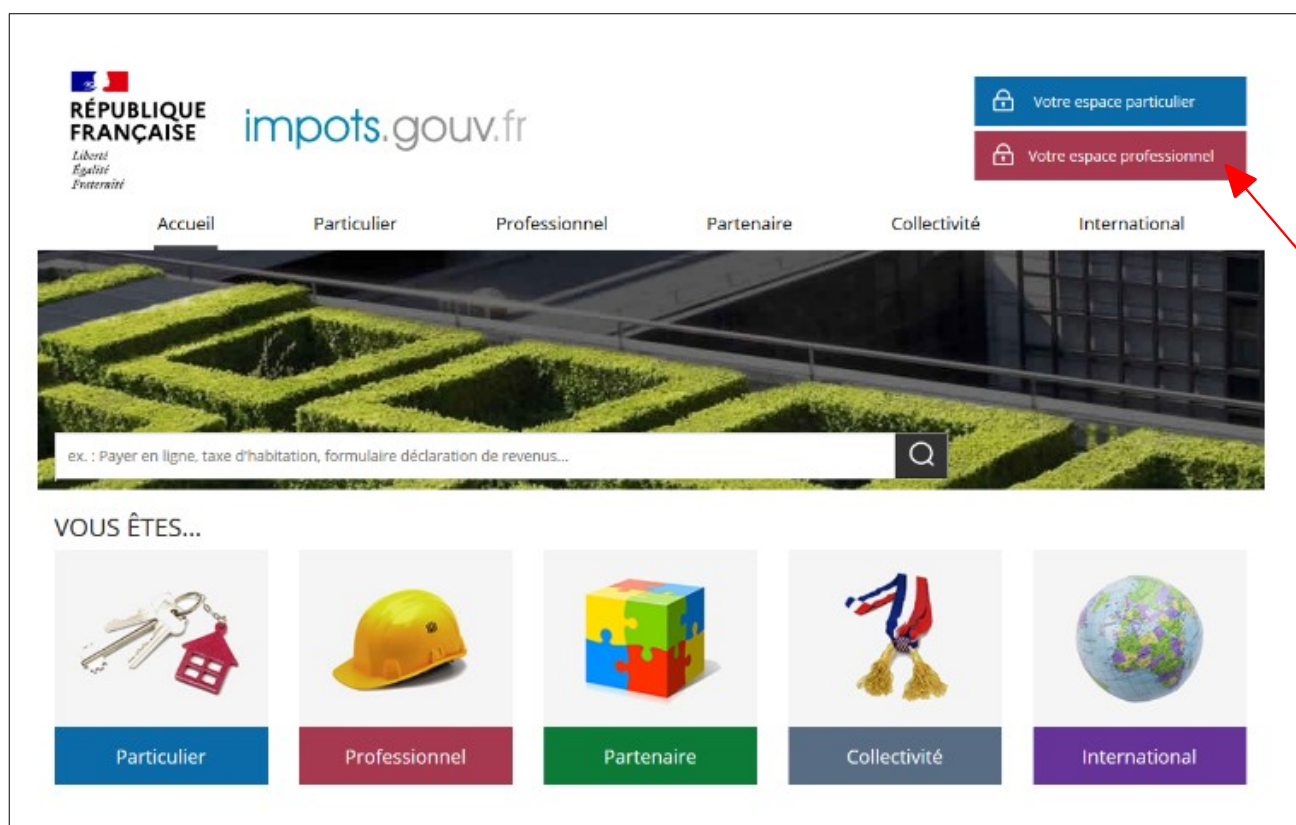 RÉPUBLIQUE
FRANÇAISE
Liberté
Égalité
Fraternité
impots.gouv.fr
Votre espace particulier
Votre espace professionnel
Accueil Particulier Professionnel Partenaire Collectivité International
ex. : Payer en ligne, taxe d'habitation, formulaire déclaration de revenus...
VOUS ÊTES...
Particulier Professionnel Partenaire Collectivité International